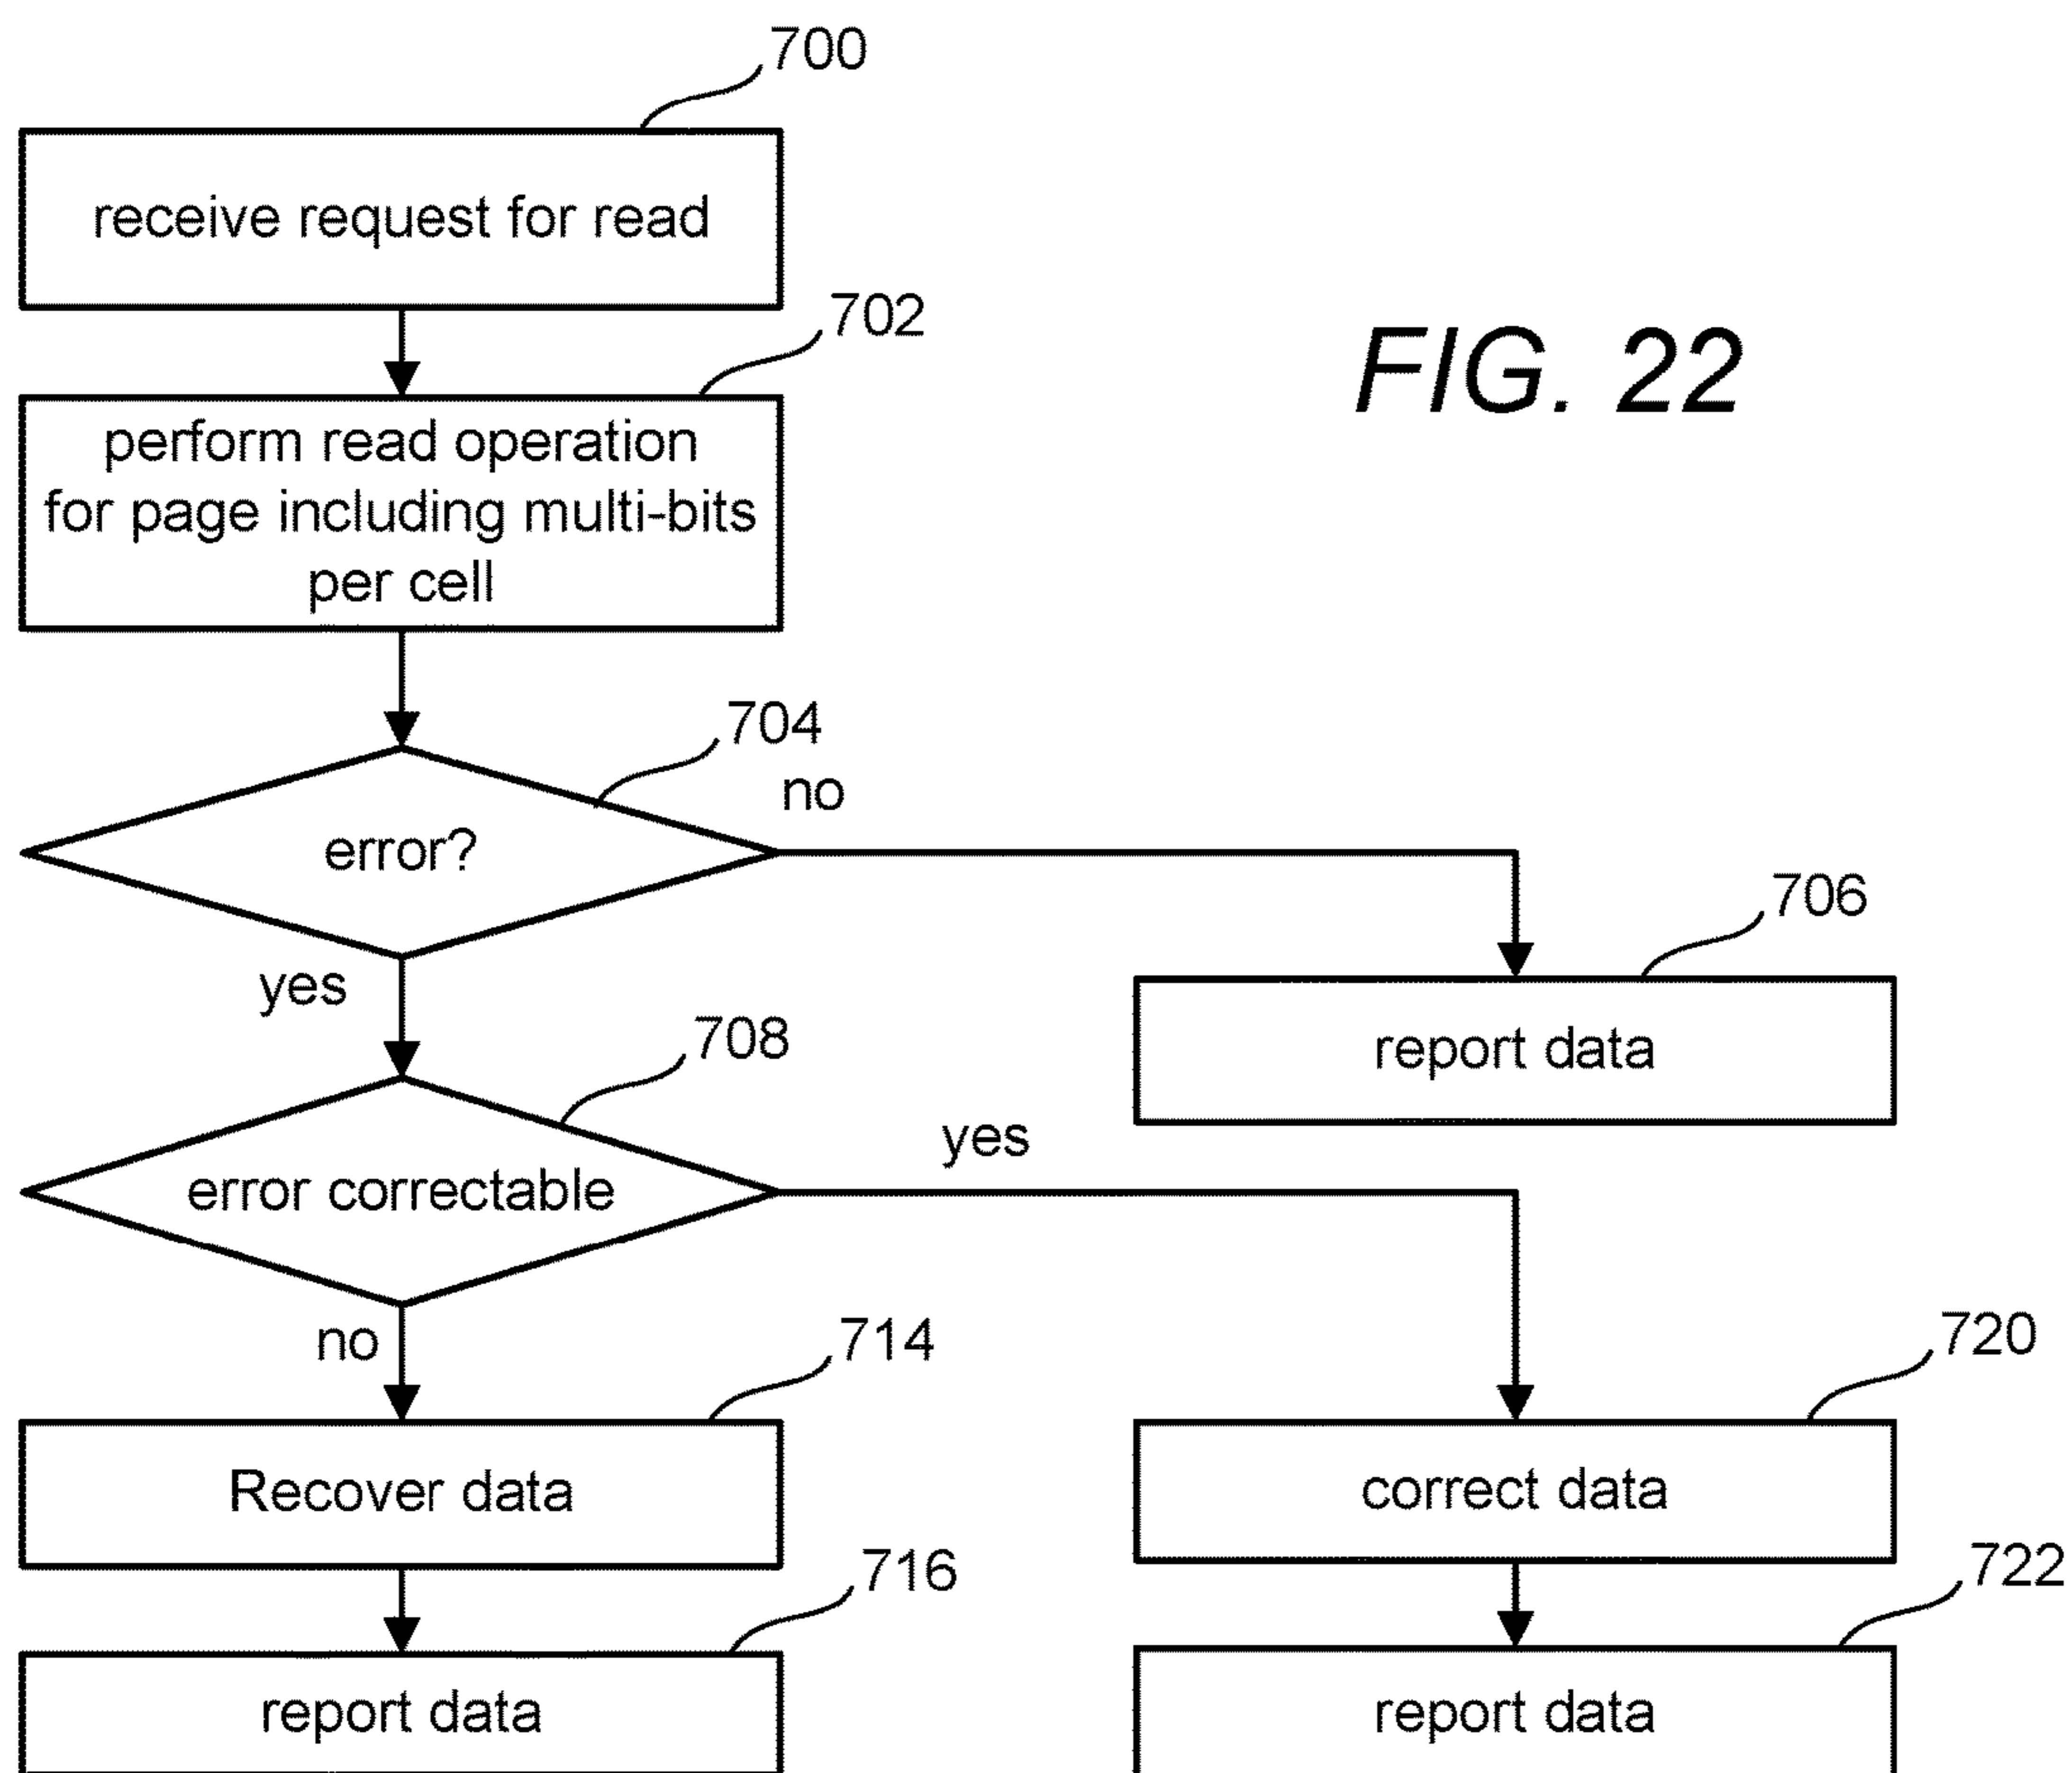 700
receive request for read
702
FIG. 22
perform read operation
for page including multi-bits
per cell
704
no
error?
706
yes
report data
708
yes
error correctable
no
714
720
Recover data
correct data
716
722
report data
report data